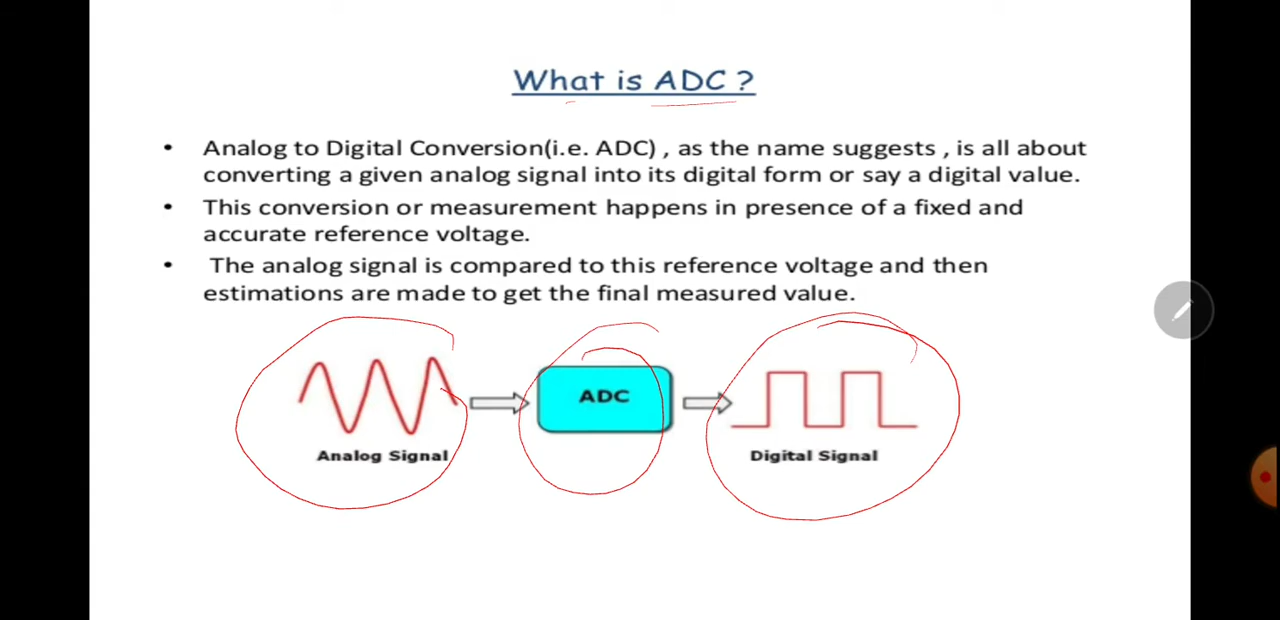 What is ADC ?
• Analog to Digital Conversion(i.e. ADC) , as the name suggests , is all about
converting a given analog signal into its digital form or say a digital value.
• This conversion or measurement happens in presence of a fixed and
accurate reference voltage.
• The analog signal is compared to this reference voltage and then
estimations are made to get the final measured value.
ADC
Analog Signal
Digital Signal